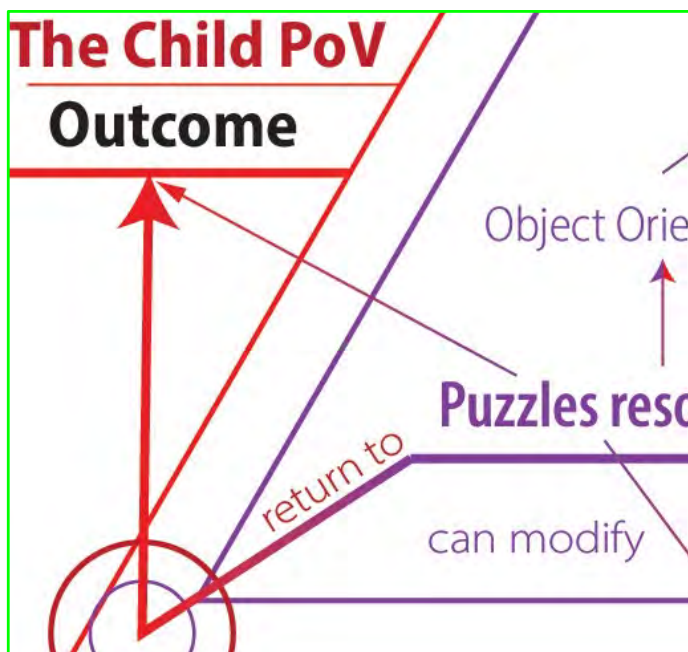 The Child PoV
Outcome
Object Orie
Puzzles reso
return to
can modify